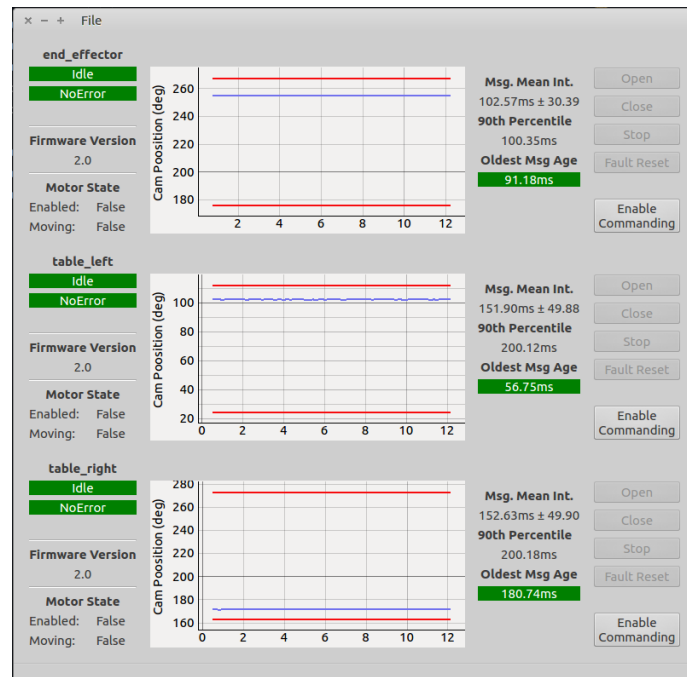 File
end_effector
Idle
NoError
Firmware Version
2.0
Motor State
Enabled: False
Moving: False
Cam Poosition (deg)
260
240
220
200
180
2 4 6 8 10 12
Msg. Mean Int.
102.57ms ± 30.39
90th Percentile
100.35ms
Oldest Msg Age
91.18ms
Open
Close
Stop
Fault Reset
Enable
Commanding
table_left
Idle
NoError
Firmware Version
2.0
Motor State
Enabled: False
Moving: False
Cam Poosition (deg)
100
80
60
40
20
0 2 4 6 8 10 12
Msg. Mean Int.
151.90ms ± 49.88
90th Percentile
200.12ms
Oldest Msg Age
56.75ms
Open
Close
Stop
Fault Reset
Enable
Commanding
table_right
Idle
NoError
Firmware Version
2.0
Motor State
Enabled: False
Moving: False
Cam Poosition (deg)
280
260
240
220
200
180
160
0 2 4 6 8 10 12
Msg. Mean Int.
152.63ms ± 49.90
90th Percentile
200.18ms
Oldest Msg Age
180.74ms
Open
Close
Stop
Fault Reset
Enable
Commanding